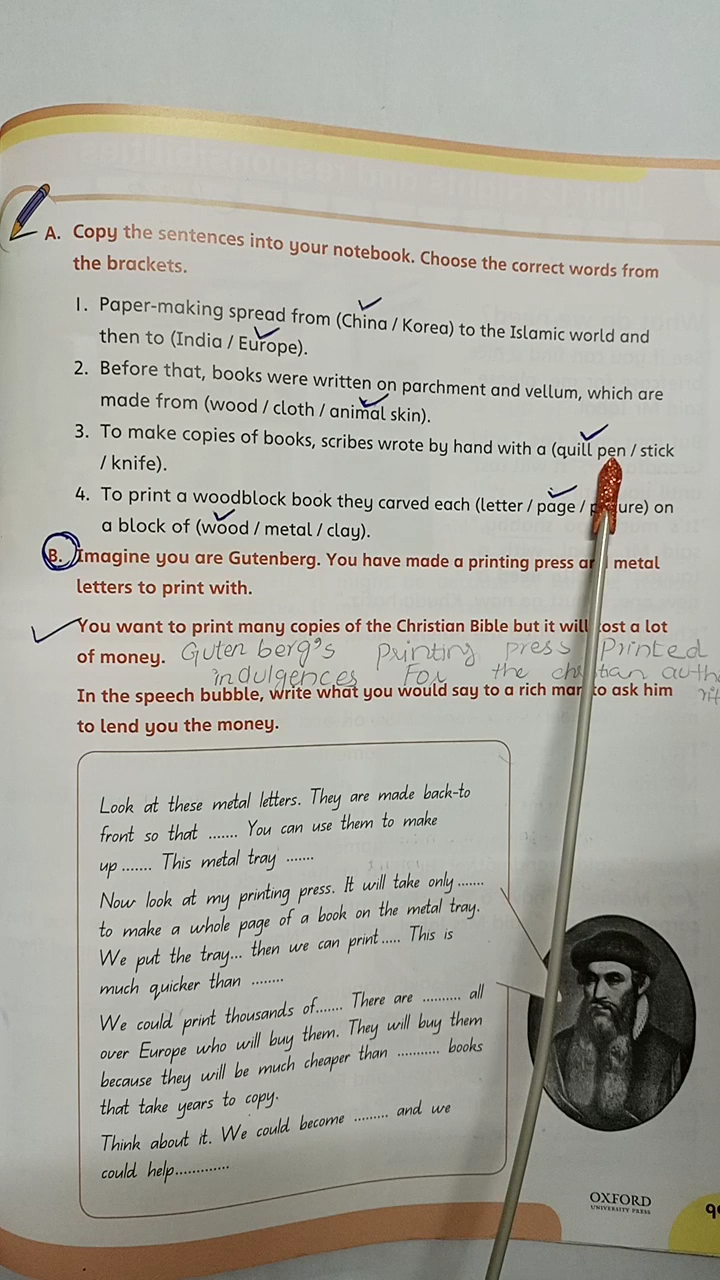 A. Copy the sentences into your notebook. Choose the correct words from
the brackets.
1. Paper-making spread from (China / Korea) to the Islamic world and
then to (India / Europe).
2. Before that, books were written on parchment and vellum, which are
made from (wood / cloth / animal skin).
3. To make copies of books, scribes wrote by hand with a (quill pen / stick
/ knife).
4. To print a woodblock book they carved each (letter / page / ure) on
a block of (wood / metal / clay).
B. Imagine you are Gutenberg. You have made a printing press metal
letters to print with.
You want to print many copies of the Christian Bible but it will cost a lot
of money. Guten berg's Printing press Printed
indulgences For the
In the speech bubble, write what you would say to a rich man to ask him
to lend you the money.
Look at these metal letters. They are made back-to
front so that ....... You can use them to make
up ....... This metal tray .......
Now look at my printing press. It will take only .......
to make a whole page of a book on the metal tray.
We put the tray... then we can print ..... This is
much quicker than ........
We could print thousands of....... There are .......... all
over Europe who will buy them. They will buy them
because they will be much cheaper than ........... books
that take years to copy.
Think about it. We could become ......... and we
could help.............
OXFORD
UNIVERSITY PRESS